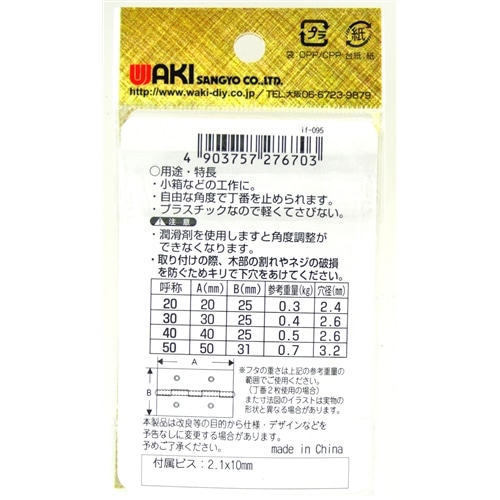 WAKI SANGYO CO.,LTD.
http://www.waki-diy.co.jp/ TEL.大阪06-6723-9879
プラ 紙
袋:OPP/CPP 台紙:紙
if-095
4 903757 276703
○用途・特長
・小箱などの工作に。
・自由な角度で丁番を止められます。
・プラスチックなので軽くてさびない。
注意
・潤滑剤を使用しますと角度調整が
できなくなります。
・取り付けの際、木部の割れやネジの破損
を防ぐためキリで下穴をあけてください。
呼称 A(mm) B(mm) 参考重量(kg) 穴径(mm)
20 20 25 0.3 2.4
30 30 25 0.4 2.6
40 40 25 0.5 2.6
50 50 31 0.7 3.2
A
B
※フタの重さは上記の参考重量の
範囲でご使用ください。
(丁番2枚使用の場合)
また寸法図のイラストは実物の
形状と異なる場合があります。
本製品は改良等の目的から仕様・デザインなどを
予告なしに変更する場合があります。
予めご了承ください。
made in China
付属ビス:2.1x10mm